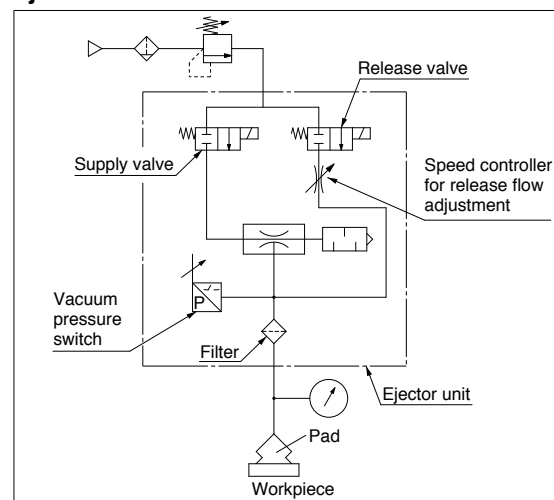 Release valve
Supply valve
Speed controller
for release flow
adjustment
P
Vacuum
pressure
switch
Filter
Ejector unit
Pad
Workpiece